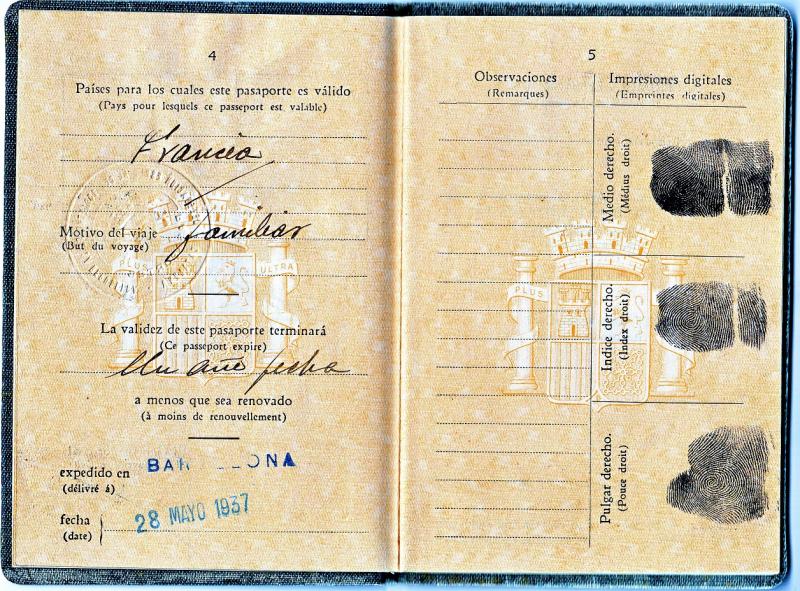 4
Países para los cuales este pasaporte es válido
(Pays pour lesquels ce passeport est valable)
Francia
Motivo del viaje familiar
(But du voyage)
PLUS ULTRA
La validez de este pasaporte terminará
(Ce passeport expire)
Un año fecha
a menos que sea renovado
(à moins de renouvellement)
expedido en
(délivré à)
fecha 28 MAYO 1937
(date)
5
Observaciones
(Remarques)
Impresiones digitales
(Empreintes digitales)
Medio derecho.
(Médius droit)
PLUS
Indice derecho.
(Index droit)
Pulgar derecho.
(Pouce droit)